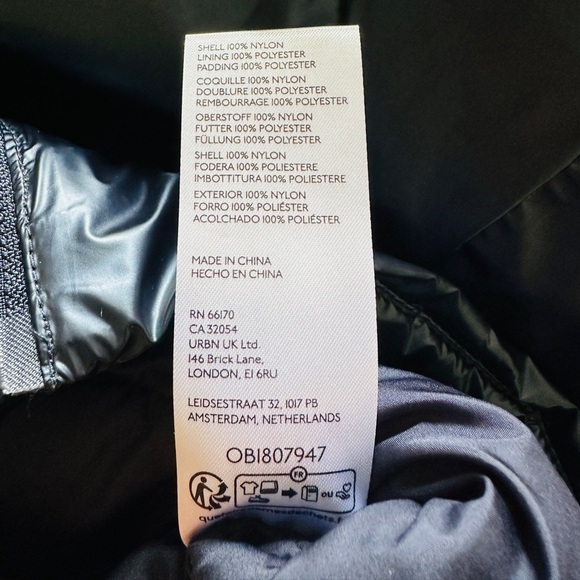 SHELL 100% NYLON
LINING 100% POLYESTER
PADDING 100% POLYESTER
COQUILLE 100% NYLON
DOUBLURE 100% POLYESTER
REMBOURRAGE 100% POLYESTER
OBERSTOFF 100% NYLON
FUTTER 100% POLYESTER
FÜLLUNG 100% POLYESTER
SHELL 100% NYLON
FODERA 100% POLIESTERE
IMBOTTITURA 100% POLIESTERE
EXTERIOR 100% NYLON
FORRO 100% POLIÉSTER
ACOLCHADO 100% POLIÉSTER
MADE IN CHINA
HECHO EN CHINA
RN 66170
CA 32054
URBN UK Ltd.
146 Brick Lane,
LONDON, E1 6RU
LEIDSESTRAAT 32, 1017 PB
AMSTERDAM, NETHERLANDS
OB1807947
FR
OU